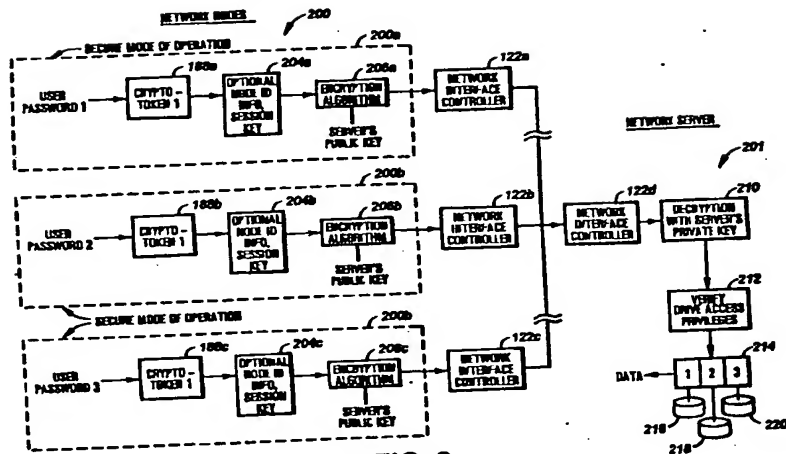 NETWORK NODES
200
SECURE MODE OF OPERATION
200a
USER PASSWORD 1
188a
CRYPTO-TOKEN 1
204a
OPTIONAL NODE ID INFO, SESSION KEY
206a
ENCRYPTION ALGORITHM
SERVER'S PUBLIC KEY
122a
NETWORK INTERFACE CONTROLLER
NETWORK SERVER
201
200b
USER PASSWORD 2
188b
CRYPTO-TOKEN 1
204b
OPTIONAL NODE ID INFO, SESSION KEY
206b
ENCRYPTION ALGORITHM
SERVER'S PUBLIC KEY
122b
NETWORK INTERFACE CONTROLLER
122d
NETWORK INTERFACE CONTROLLER
210
DECRYPTION WITH SERVER'S PRIVATE KEY
212
VERIFY DRIVE ACCESS PRIVILEGES
SECURE MODE OF OPERATION
200b
USER PASSWORD 3
188c
CRYPTO-TOKEN 1
204c
OPTIONAL NODE ID INFO, SESSION KEY
206c
ENCRYPTION ALGORITHM
SERVER'S PUBLIC KEY
122c
NETWORK INTERFACE CONTROLLER
214
DATA
1 2 3
216
218
220